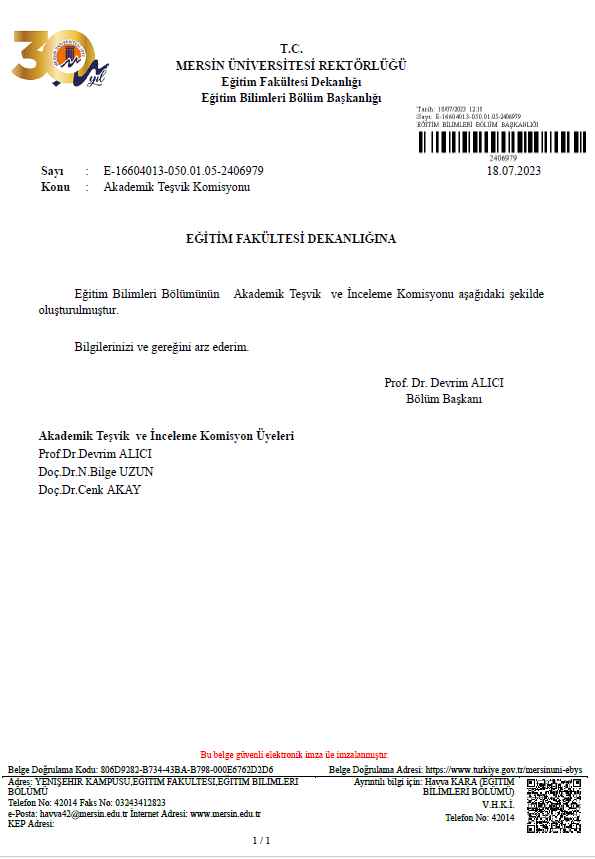 30. yıl
T.C.
MERSİN ÜNİVERSİTESİ REKTÖRLÜĞÜ
Eğitim Fakültesi Dekanlığı
Eğitim Bilimleri Bölüm Başkanlığı
Tarih: 18/07/2023 12:18
Sayı: E-16604013-050.01.05-2406979
EĞİTİM BİLİMLERİ BÖLÜM BAŞKANLIĞI
2406979
Sayı : E-16604013-050.01.05-2406979 18.07.2023
Konu : Akademik Teşvik Komisyonu
EĞİTİM FAKÜLTESİ DEKANLIĞINA
Eğitim Bilimleri Bölümünün Akademik Teşvik ve İnceleme Komisyonu aşağıdaki şekilde
oluşturulmuştur.
Bilgilerinizi ve gereğini arz ederim.
Prof. Dr. Devrim ALICI
Bölüm Başkanı
Akademik Teşvik ve İnceleme Komisyon Üyeleri
Prof.Dr.Devrim ALICI
Doç.Dr.N.Bilge UZUN
Doç.Dr.Cenk AKAY
Bu belge güvenli elektronik imza ile imzalanmıştır.
Belge Doğrulama Kodu: 806D9282-B734-43BA-B798-000E6762D2D6 Belge Doğrulama Adresi: https://www.turkiye.gov.tr/mersinuni-ebys
Adres: YENİŞEHİR KAMPUSU,EĞİTİM FAKÜLTESİ,EĞİTİM BİLİMLERİ
BÖLÜMÜ
Telefon No: 42014 Faks No: 03243412823
e-Posta: havva42@mersin.edu.tr İnternet Adresi: www.mersin.edu.tr
KEP Adresi:
Ayrıntılı bilgi için: Havva KARA (EĞİTİM
BİLİMLERİ BÖLÜMÜ)
V.H.K.İ.
Telefon No: 42014
1 / 1